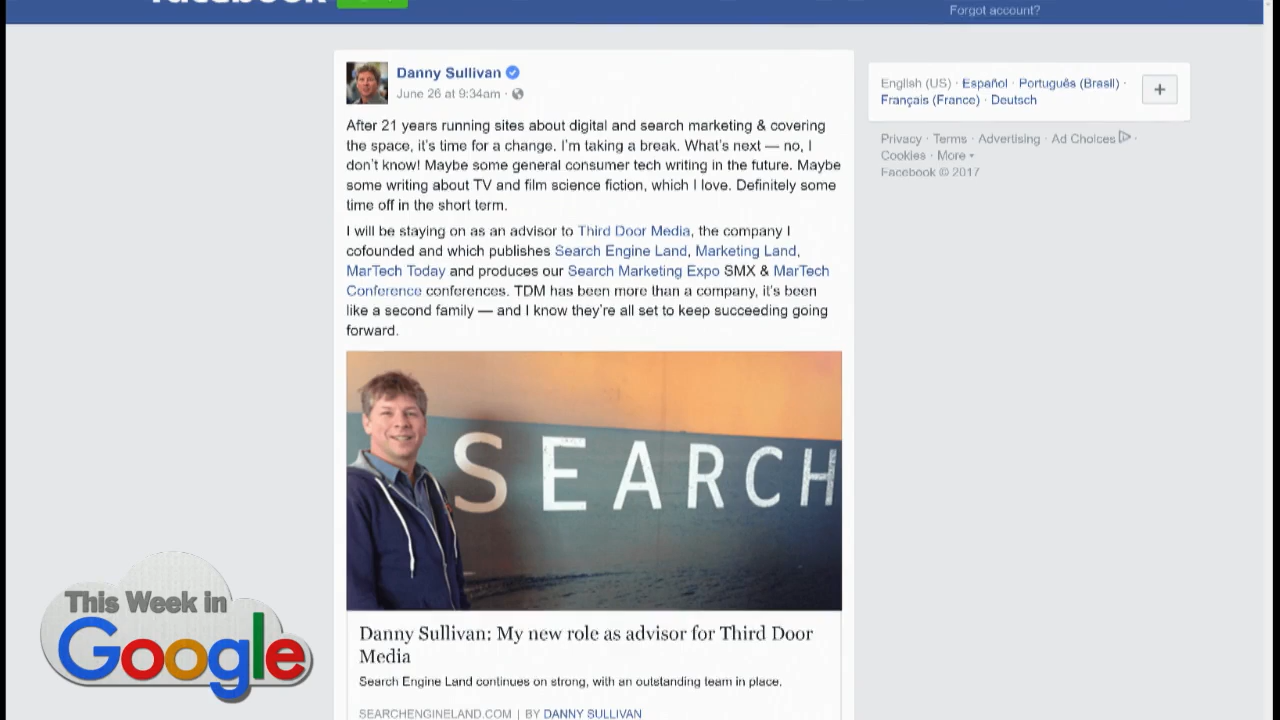 facebook
Forgot account?
Danny Sullivan
June 26 at 9:34am ·
After 21 years running sites about digital and search marketing & covering
the space, it's time for a change. I'm taking a break. What's next — no, I
don't know! Maybe some general consumer tech writing in the future. Maybe
some writing about TV and film science fiction, which I love. Definitely some
time off in the short term.
I will be staying on as an advisor to Third Door Media, the company I
cofounded and which publishes Search Engine Land, Marketing Land,
MarTech Today and produces our Search Marketing Expo SMX & MarTech
Conference conferences. TDM has been more than a company, it's been
like a second family — and I know they're all set to keep succeeding going
forward.
SEARCH
Danny Sullivan: My new role as advisor for Third Door
Media
Search Engine Land continues on strong, with an outstanding team in place.
SEARCHENGINELAND.COM | BY DANNY SULLIVAN
English (US) · Español · Português (Brasil) ·
Français (France) · Deutsch
+
Privacy · Terms · Advertising · Ad Choices ·
Cookies · More
Facebook © 2017
This Week in
Google